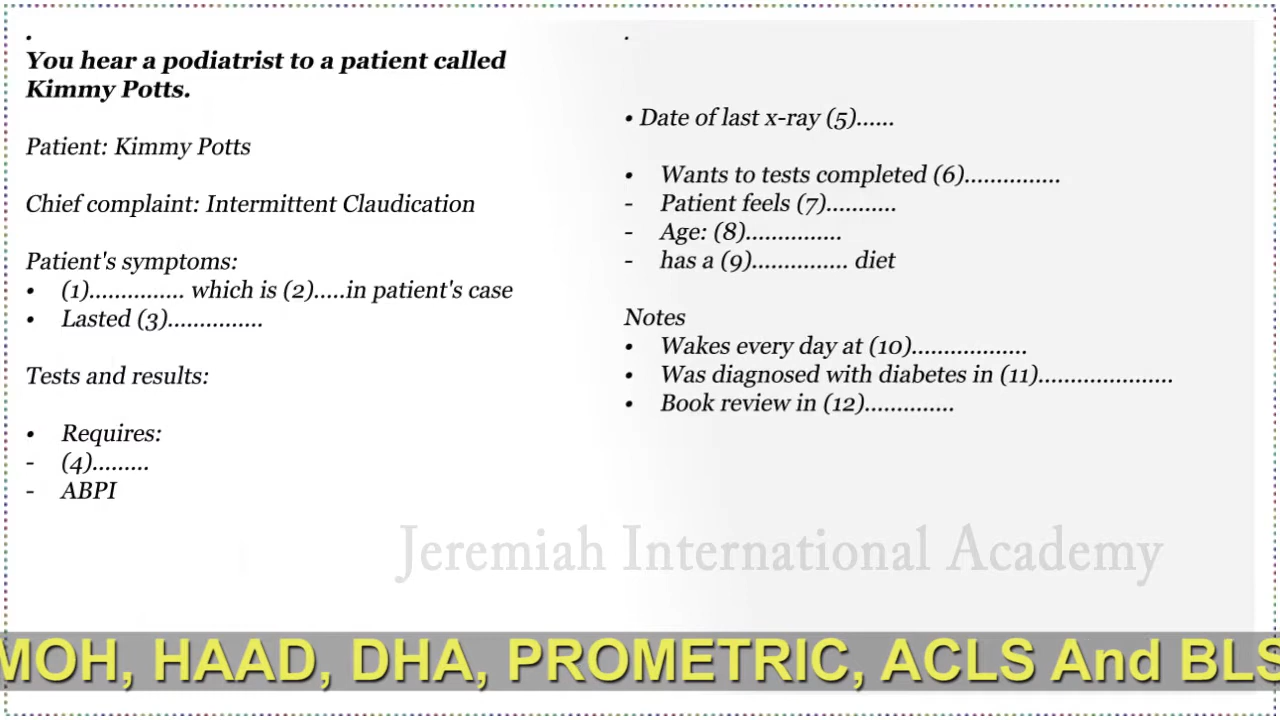 .
You hear a podiatrist to a patient called
Kimmy Potts.
Patient: Kimmy Potts
Chief complaint: Intermittent Claudication
Patient's symptoms:
• (1)............... which is (2).....in patient's case
• Lasted (3)...............
Tests and results:
• Requires:
- (4).........
- ABPI
.
• Date of last x-ray (5)......
• Wants to tests completed (6)...............
- Patient feels (7)...........
- Age: (8)...............
- has a (9)............... diet
Notes
• Wakes every day at (10)..................
• Was diagnosed with diabetes in (11).....................
• Book review in (12)..............
Jeremiah International Academy
MOH, HAAD, DHA, PROMETRIC, ACLS And BLS